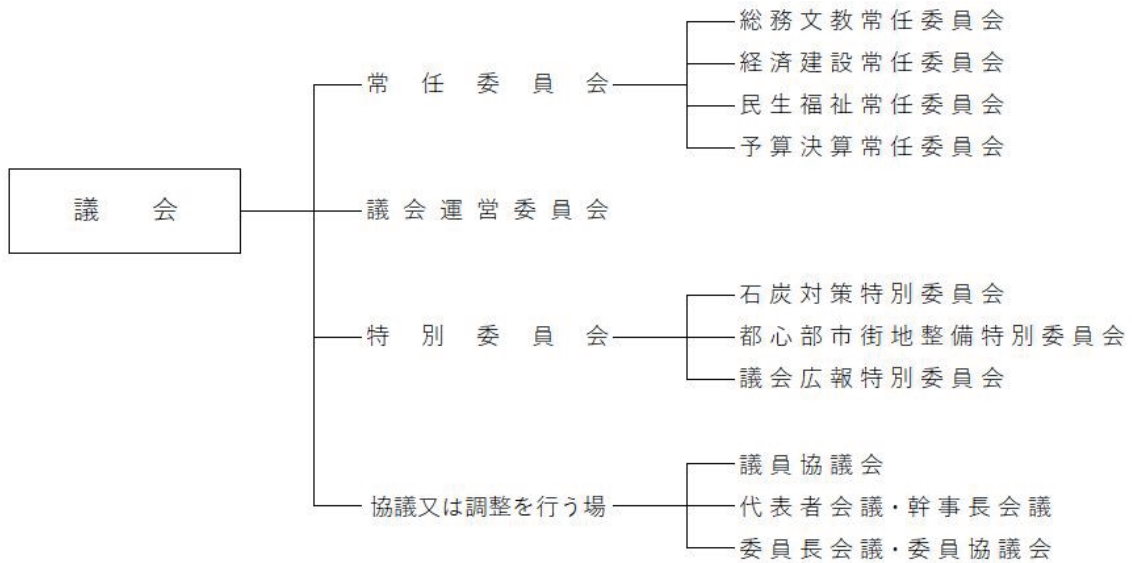 議会
常任委員会
総務文教常任委員会
経済建設常任委員会
民生福祉常任委員会
予算決算常任委員会
議会運営委員会
特別委員会
石炭対策特別委員会
都心部市街地整備特別委員会
議会広報特別委員会
協議又は調整を行う場
議員協議会
代表者会議・幹事長会議
委員長会議・委員協議会